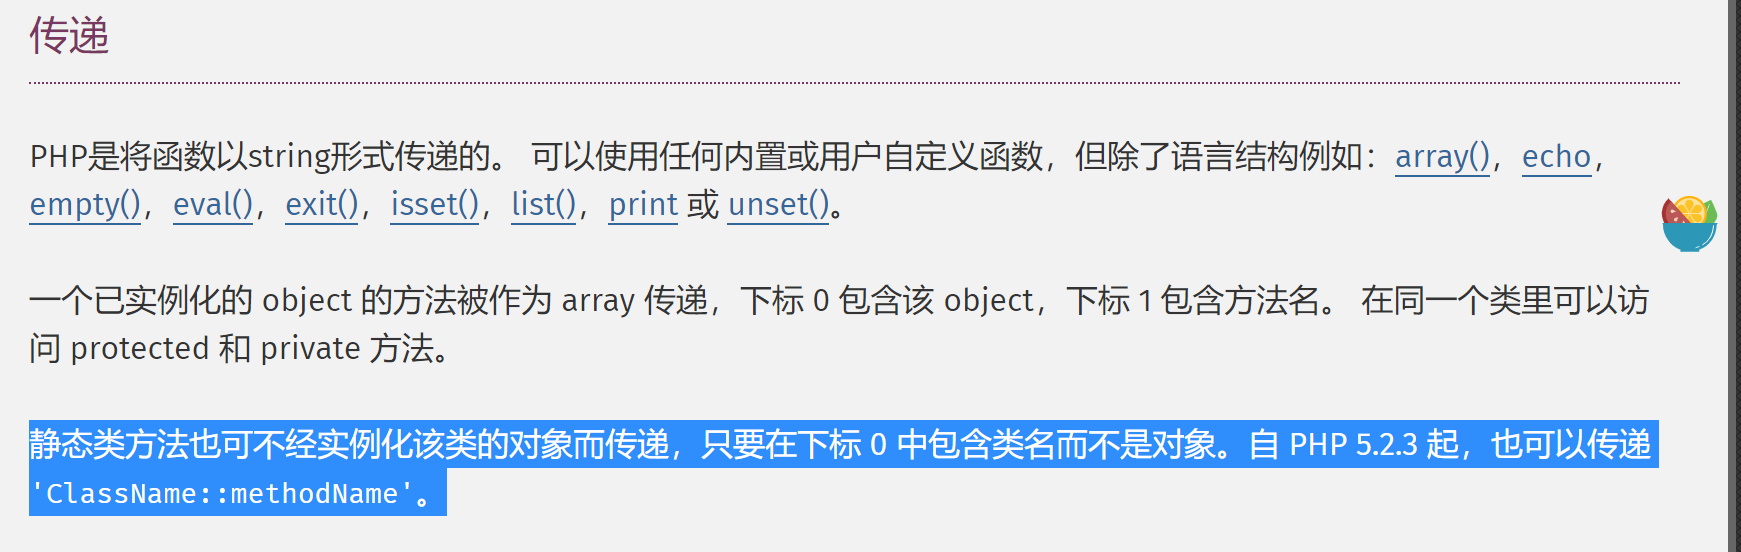 传递
PHP是将函数以string形式传递的。 可以使用任何内置或用户自定义函数，但除了语言结构例如：array()，echo，
empty()，eval()，exit()，isset()，list()，print 或 unset()。
一个已实例化的 object 的方法被作为 array 传递，下标 0 包含该 object，下标 1 包含方法名。 在同一个类里可以访
问 protected 和 private 方法。
静态类方法也可不经实例化该类的对象而传递，只要在下标 0 中包含类名而不是对象。自 PHP 5.2.3 起，也可以传递
'ClassName::methodName'。